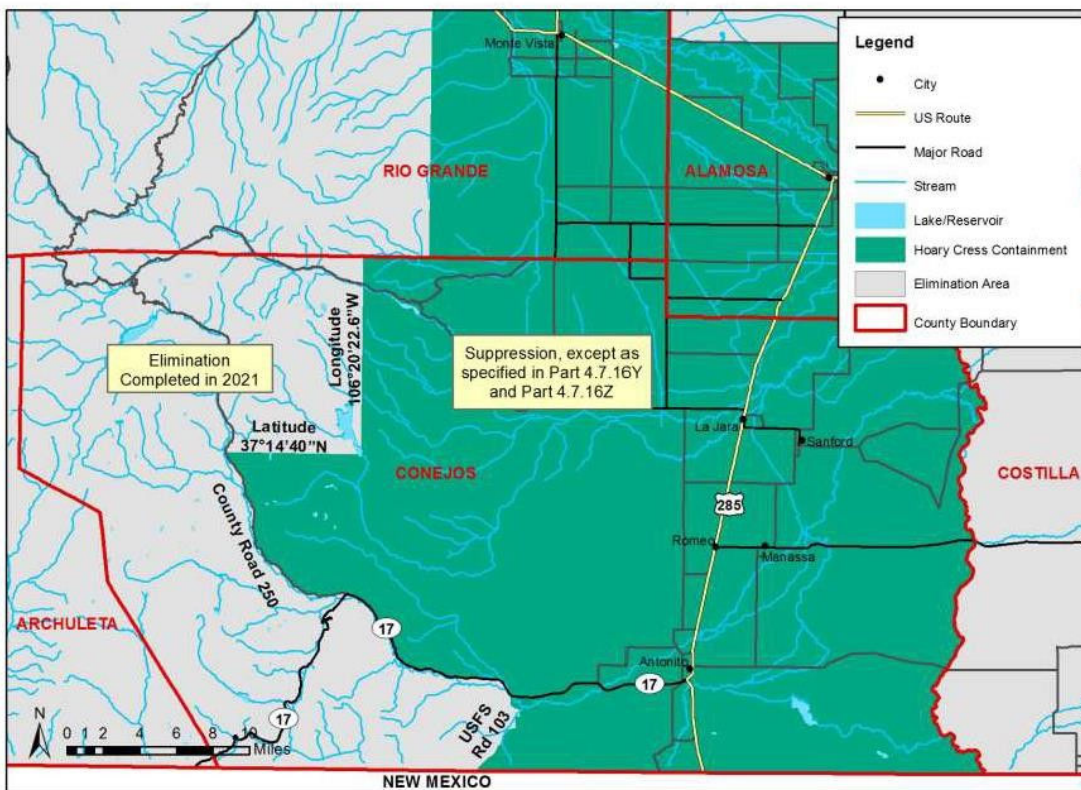 Monte Vista
RIO GRANDE
ALAMOSA
Legend
City
US Route
Major Road
Stream
Lake/Reservoir
Hoary Cress Containment
Elimination Area
County Boundary
Elimination
Completed in 2021
Longitude
106°20'22.6"W
Suppression, except as
specified in Part 4.7.16Y
and Part 4.7.16Z
Latitude
37°14'40"N
La Jara
Sanford
CONEJOS
COSTILLA
285
County Road 250
Romeo
Manassa
ARCHULETA
17
Antonito
17
17
USFS
Rd 103
N
0 1 2 4 6 8 10
Miles
NEW MEXICO